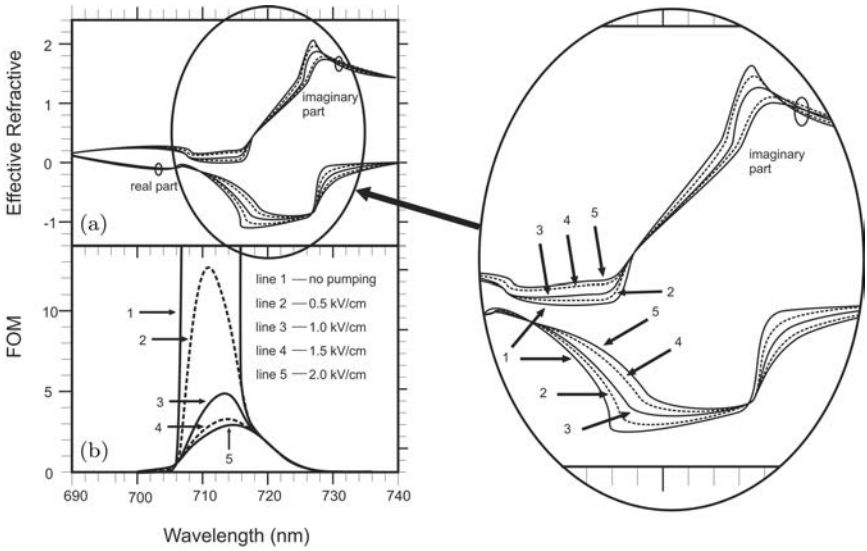 2
1
0
-1
Effective Refractive
imaginary
part
real part
(a)
10
5
0
FOM
1
2
3
4
5
line 1 — no pumping
line 2 — 0.5 kV/cm
line 3 — 1.0 kV/cm
line 4 — 1.5 kV/cm
line 5 — 2.0 kV/cm
(b)
690 700 710 720 730 740
Wavelength (nm)
imaginary
part
3 4 5
2
1
5
4
2
3